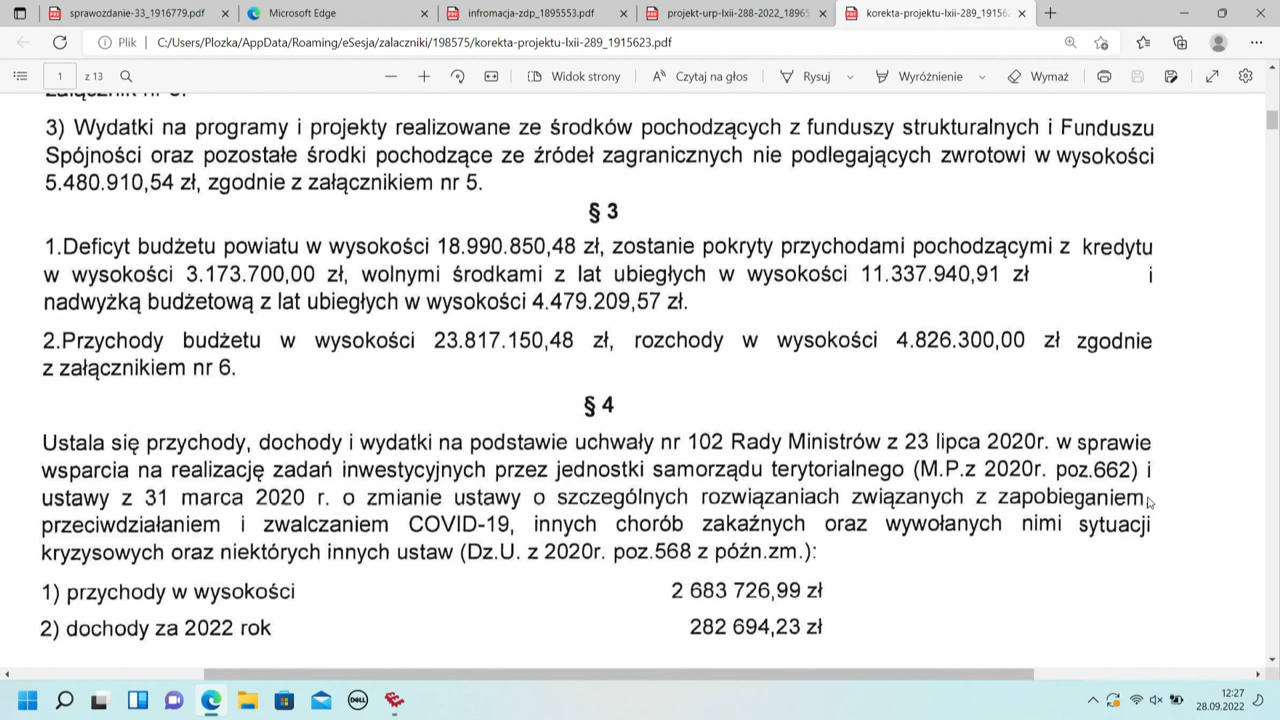 sprawozdanie-33_1916779.pdf
Microsoft Edge
infromacja-zdp_1895553.pdf
projekt-urp-lxii-288-2022_18965
korekta-projektu-lxii-289_19156
Plik
C:/Users/Plozka/AppData/Roaming/eSesja/zalaczniki/198575/korekta-projektu-lxii-289_1915623.pdf
1 z 13
Widok strony
Czytaj na głos
Rysuj
Wyróżnienie
Wymaż
3) Wydatki na programy i projekty realizowane ze środków pochodzących z funduszy strukturalnych i Funduszu
Spójności oraz pozostałe środki pochodzące ze źródeł zagranicznych nie podlegających zwrotowi w wysokości
5.480.910,54 zł, zgodnie z załącznikiem nr 5.
§ 3
1.Deficyt budżetu powiatu w wysokości 18.990.850,48 zł, zostanie pokryty przychodami pochodzącymi z kredytu
w wysokości 3.173.700,00 zł, wolnymi środkami z lat ubiegłych w wysokości 11.337.940,91 zł i
nadwyżką budżetową z lat ubiegłych w wysokości 4.479.209,57 zł.
2.Przychody budżetu w wysokości 23.817.150,48 zł, rozchody w wysokości 4.826.300,00 zł zgodnie
z załącznikiem nr 6.
§ 4
Ustala się przychody, dochody i wydatki na podstawie uchwały nr 102 Rady Ministrów z 23 lipca 2020r. w sprawie
wsparcia na realizację zadań inwestycyjnych przez jednostki samorządu terytorialnego (M.P.z 2020r. poz.662) i
ustawy z 31 marca 2020 r. o zmianie ustawy o szczególnych rozwiązaniach związanych z zapobieganiem,
przeciwdziałaniem i zwalczaniem COVID-19, innych chorób zakaźnych oraz wywołanych nimi sytuacji
kryzysowych oraz niektórych innych ustaw (Dz.U. z 2020r. poz.568 z późn.zm.):
1) przychody w wysokości 2 683 726,99 zł
2) dochody za 2022 rok 282 694,23 zł
DELL
12:27
28.09.2022